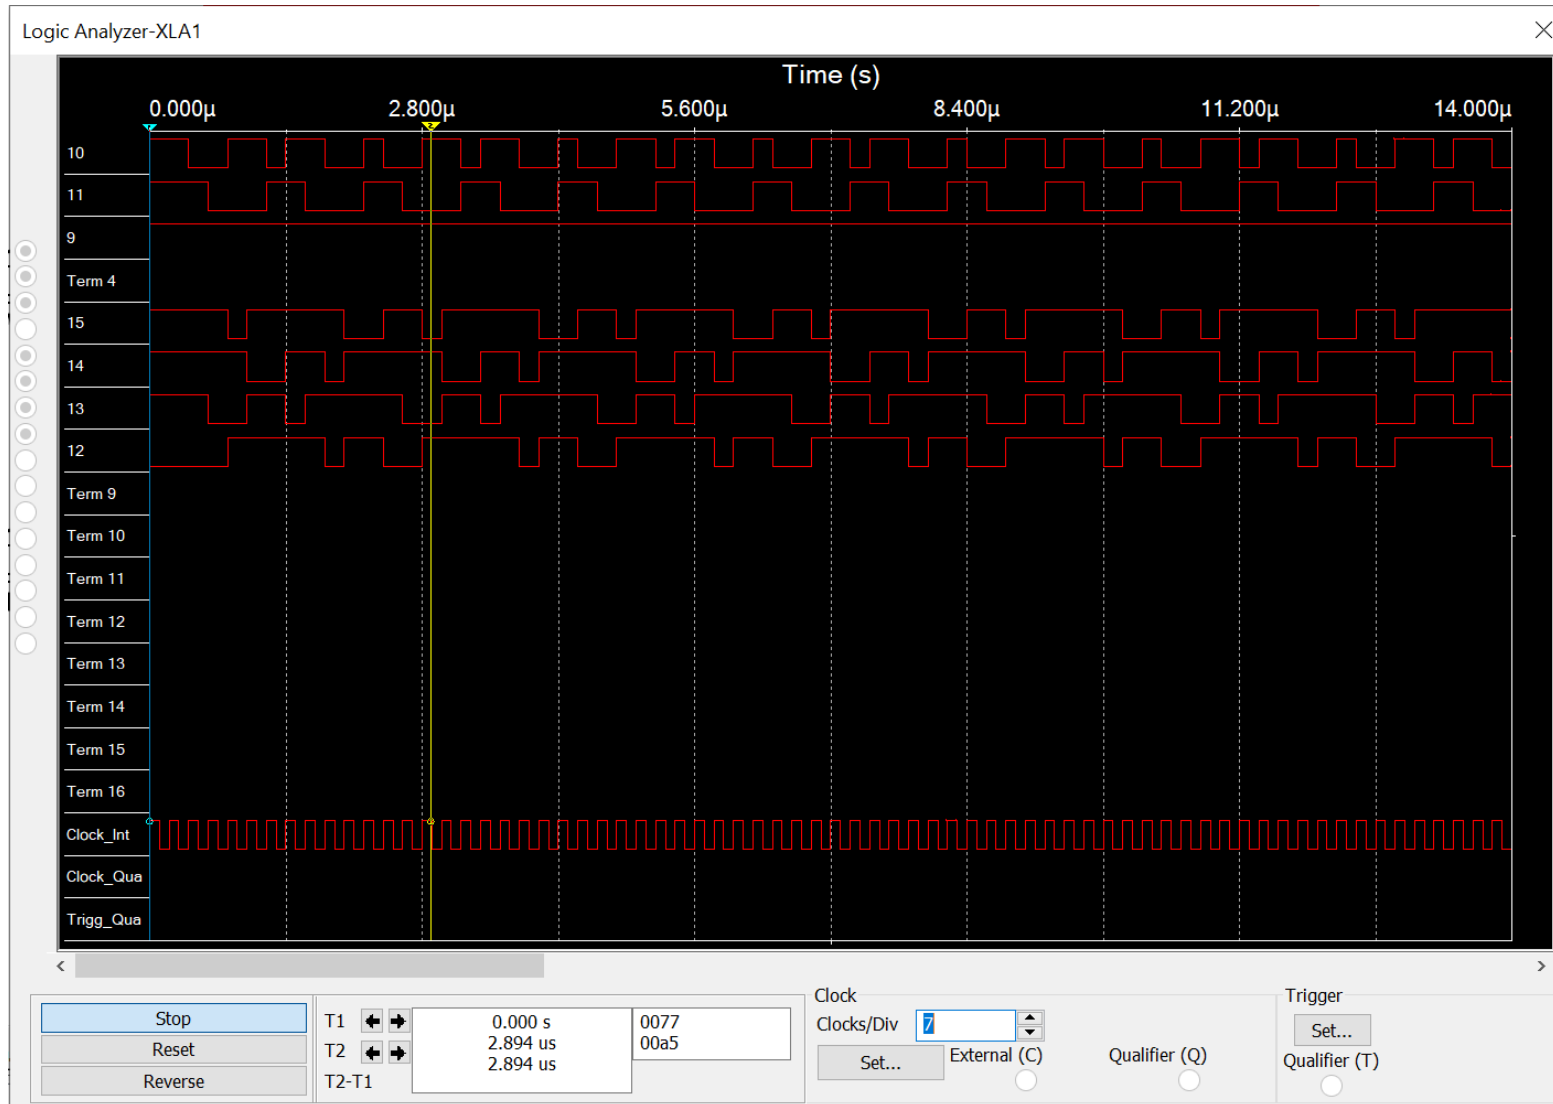 Logic Analyzer-XLA1
Time (s)
0.000µ 2.800µ 5.600µ 8.400µ 11.200µ 14.000µ
2
10
11
9
Term 4
15
14
13
12
Term 9
Term 10
Term 11
Term 12
Term 13
Term 14
Term 15
Term 16
Clock_Int
Clock_Qua
Trigg_Qua
Stop
Reset
Reverse
T1
T2
T2-T1
0.000 s
2.894 us
2.894 us
0077
00a5
Clock
Clocks/Div 7
Set...
External (C)
Qualifier (Q)
Trigger
Set...
Qualifier (T)